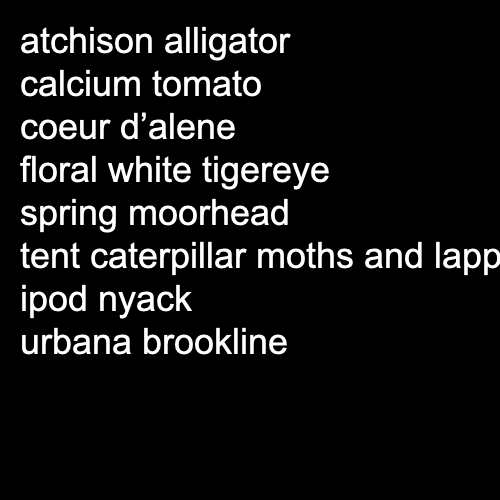 atchison alligator
calcium tomato
coeur d’alene
floral white tigereye
spring moorhead
tent caterpillar moths and lapp
ipod nyack
urbana brookline